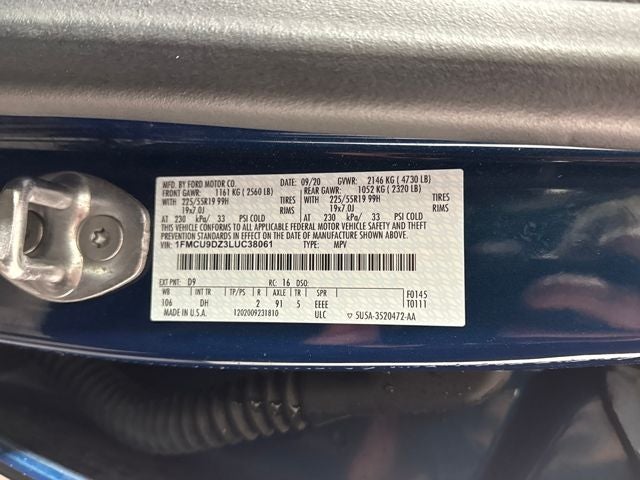 MFD. BY FORD MOTOR CO. 09/20 GVWR: 2146 KG ( 4730 LB)
FRONT GAWR: 1161 KG ( 2560 LB) REAR GAWR: 1052 KG ( 2320 LB)
WITH 225/55R19 99H TIRES WITH 225/55R19 99H TIRES
19x7.0J RIMS 19x7.0J RIMS
AT 230 kPa/ 33 PSI COLD AT 230 kPa/ 33 PSI COLD
THIS VEHICLE CONFORMS TO ALL APPLICABLE FEDERAL MOTOR VEHICLE SAFETY AND
THEFT PREVENTION STANDARDS IN EFFECT ON THE DATE OF MANUFACTURE SHOWN ABOVE.
VIN: 1FMCU9DZ3LUC38061 TYPE: MPV
EXT PNT: D9 RC: 16 DSO:
WB INT TR TP/PS R AXLE TR SPR F0145
106 DH 2 91 5 EEEE T0111
MADE IN U.S.A. 1202009231810 ULC ▽ 5U5A-3520472-AA